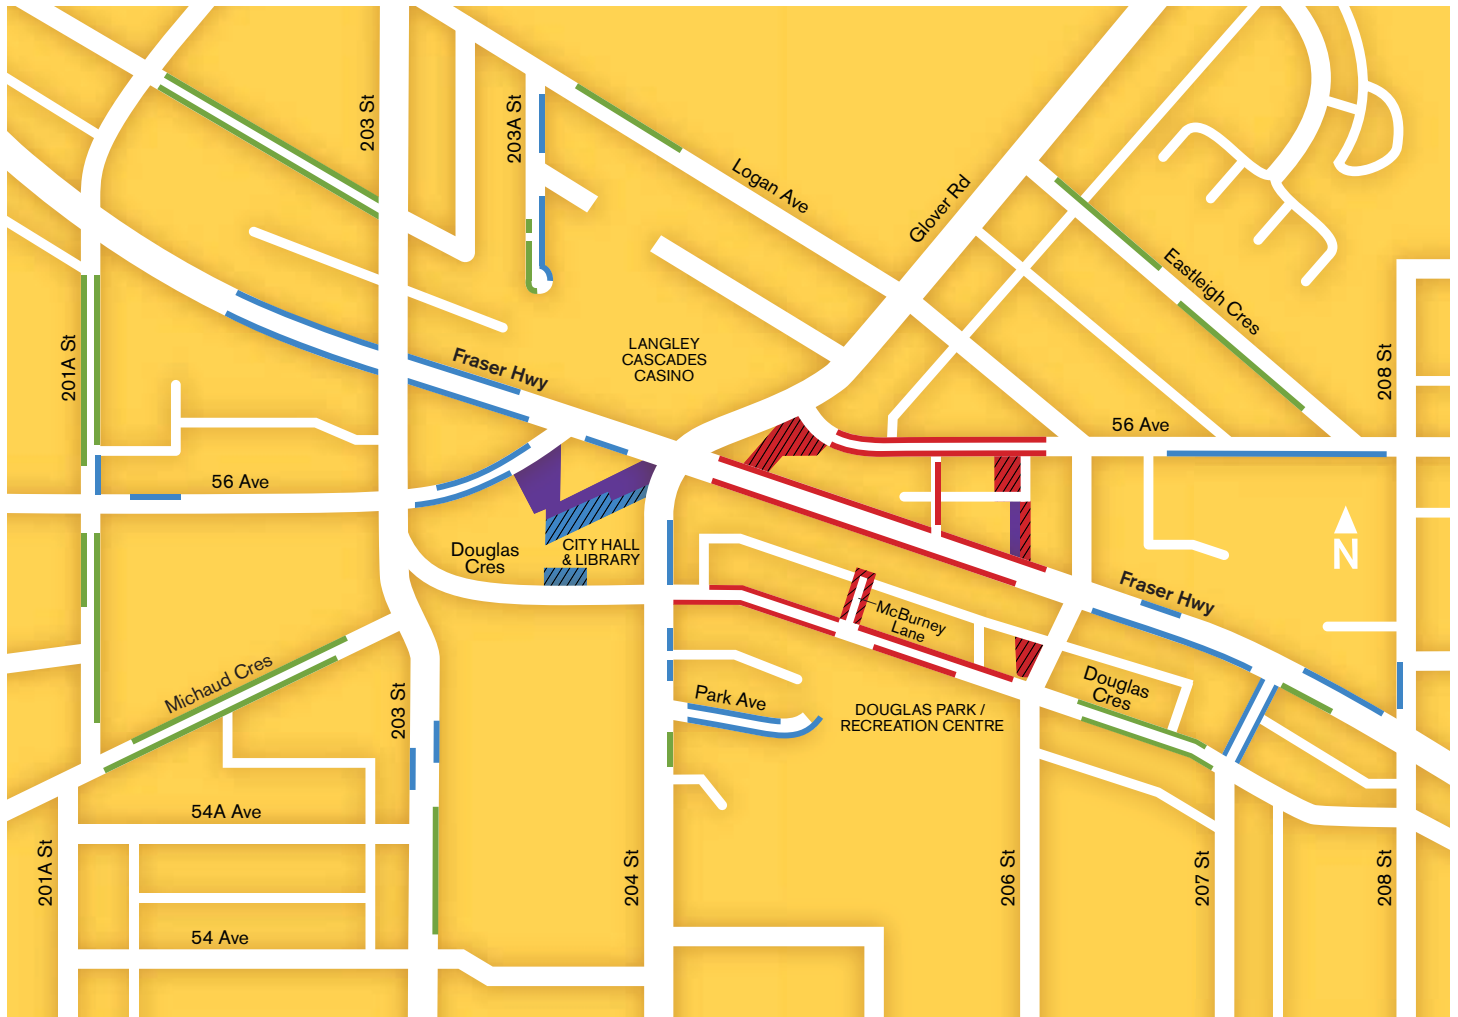 203 St
203A St
Logan Ave
Glover Rd
Eastleigh Cres
201A St
Fraser Hwy
LANGLEY
CASCADES
CASINO
208 St
56 Ave
56 Ave
Douglas
Cres
CITY HALL
& LIBRARY
N
Fraser Hwy
McBurney
Lane
Michaud Cres
203 St
Park Ave
DOUGLAS PARK /
RECREATION CENTRE
Douglas
Cres
54A Ave
201A St
204 St
206 St
207 St
208 St
54 Ave